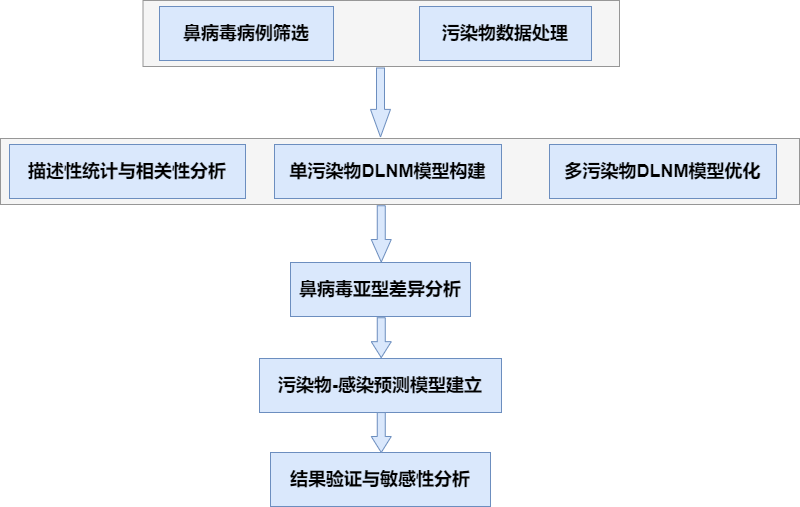 鼻病毒病例筛选
污染物数据处理
描述性统计与相关性分析
单污染物DLNM模型构建
多污染物DLNM模型优化
鼻病毒亚型差异分析
污染物-感染预测模型建立
结果验证与敏感性分析